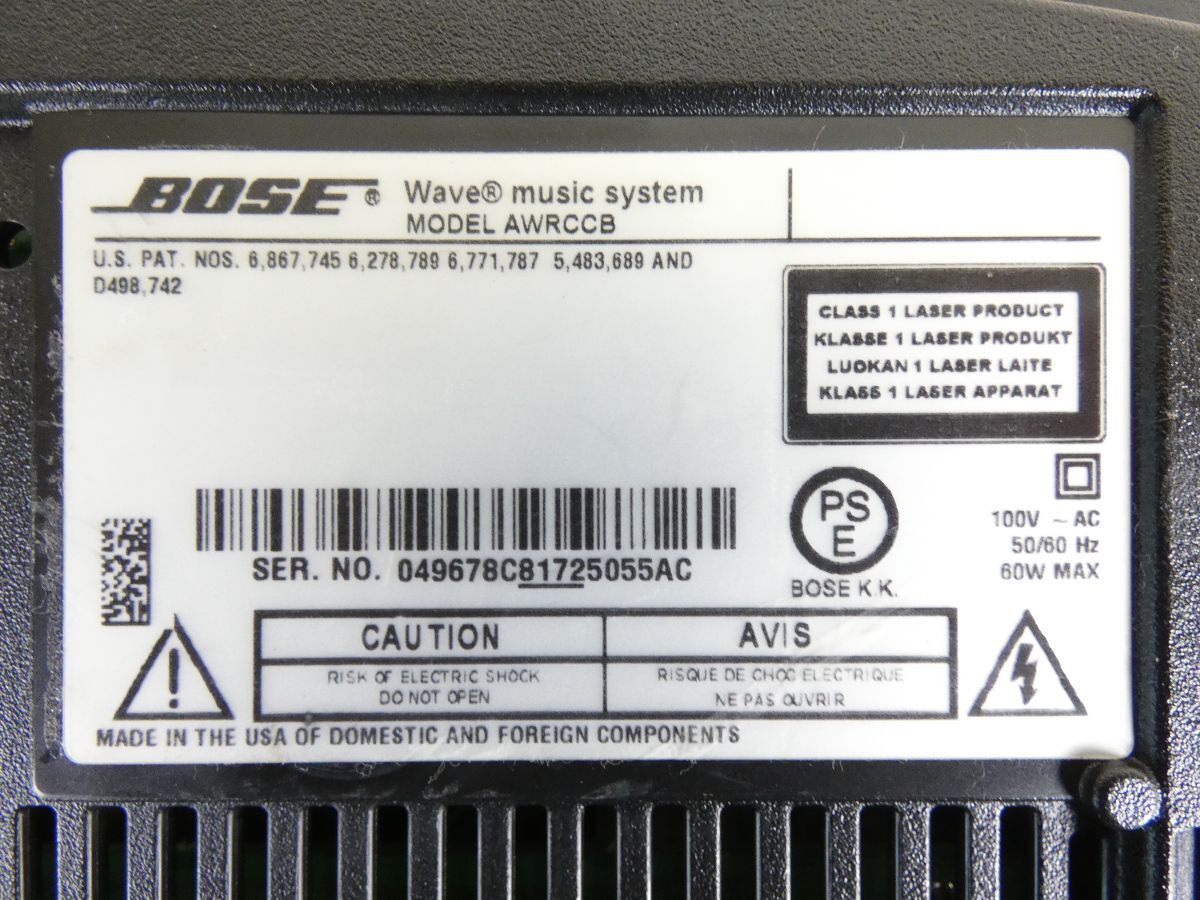 BOSE® Wave® music system
MODEL AWRCCB
U.S. PAT. NOS. 6,867,745 6,278,789 6,771,787 5,483,689 AND
D498,742
CLASS 1 LASER PRODUCT
KLASSE 1 LASER PRODUKT
LUOKAN 1 LASER LAITE
KLASS 1 LASER APPARAT
SER. NO. 049678C81725055AC
PS
E
BOSE K.K.
100V ~ AC
50/60 Hz
60W MAX
CAUTION
RISK OF ELECTRIC SHOCK
DO NOT OPEN
AVIS
RISQUE DE CHOC ELECTRIQUE
NE PAS OUVRIR
MADE IN THE USA OF DOMESTIC AND FOREIGN COMPONENTS